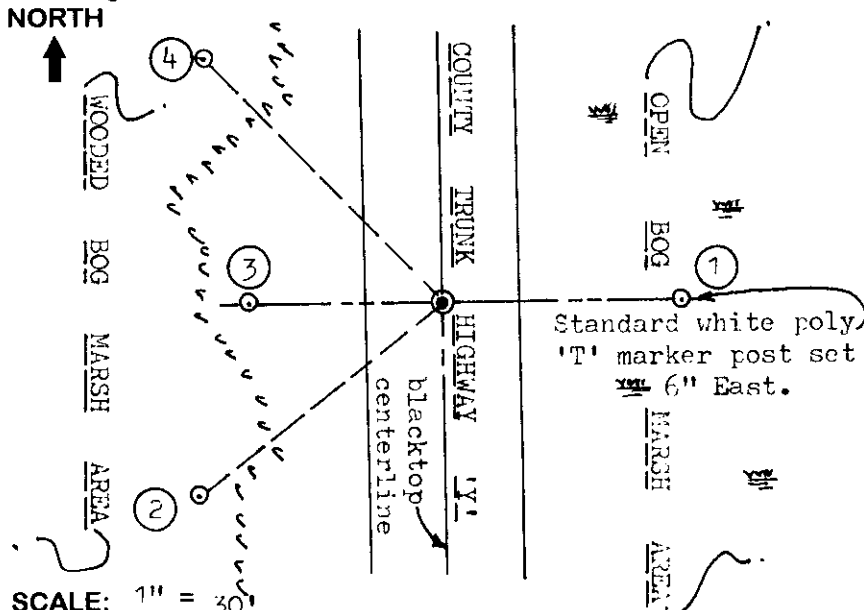 NORTH
4
WOODED BOG MARSH AREA
COUNTY TRUNK HIGHWAY 'Y'
OPEN BOG MARSH AREA
3
1
Standard white poly
'T' marker post set
6" East.
blacktop
centerline
2
SCALE: 1" = 30'